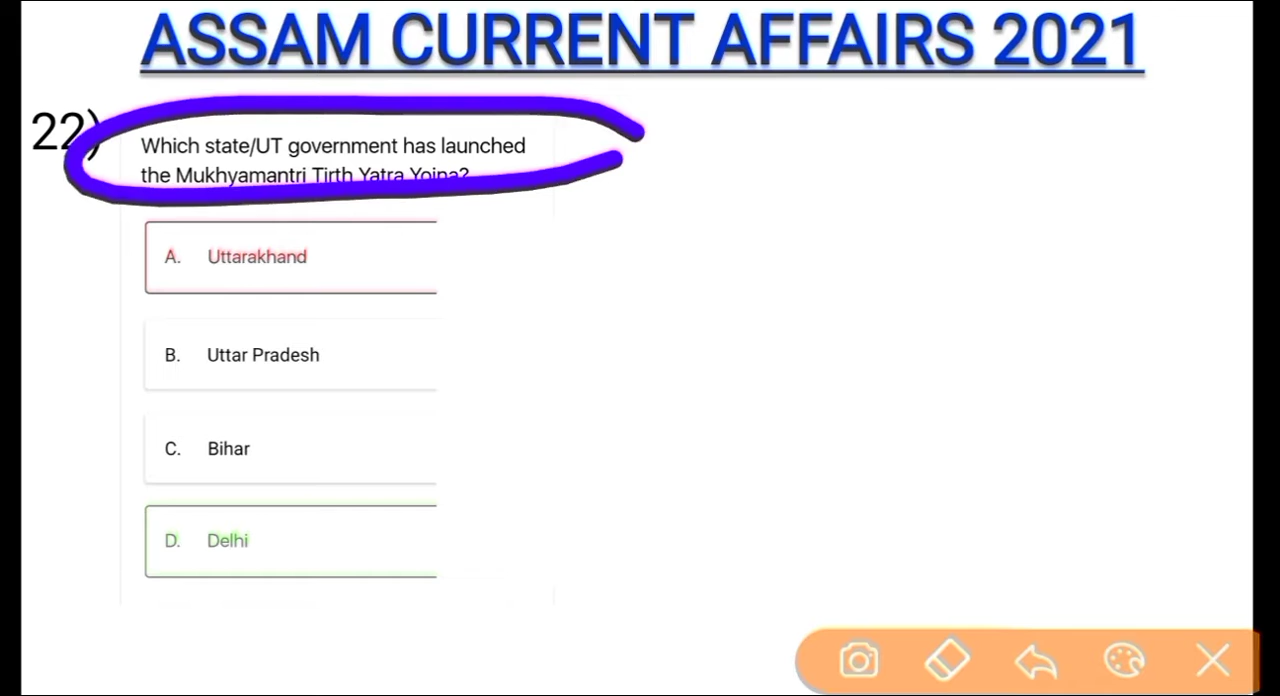 ASSAM CURRENT AFFAIRS 2021
22)
Which state/UT government has launched
the Mukhyamantri Tirth Yatra Yojna?
A. Uttarakhand
B. Uttar Pradesh
C. Bihar
D. Delhi